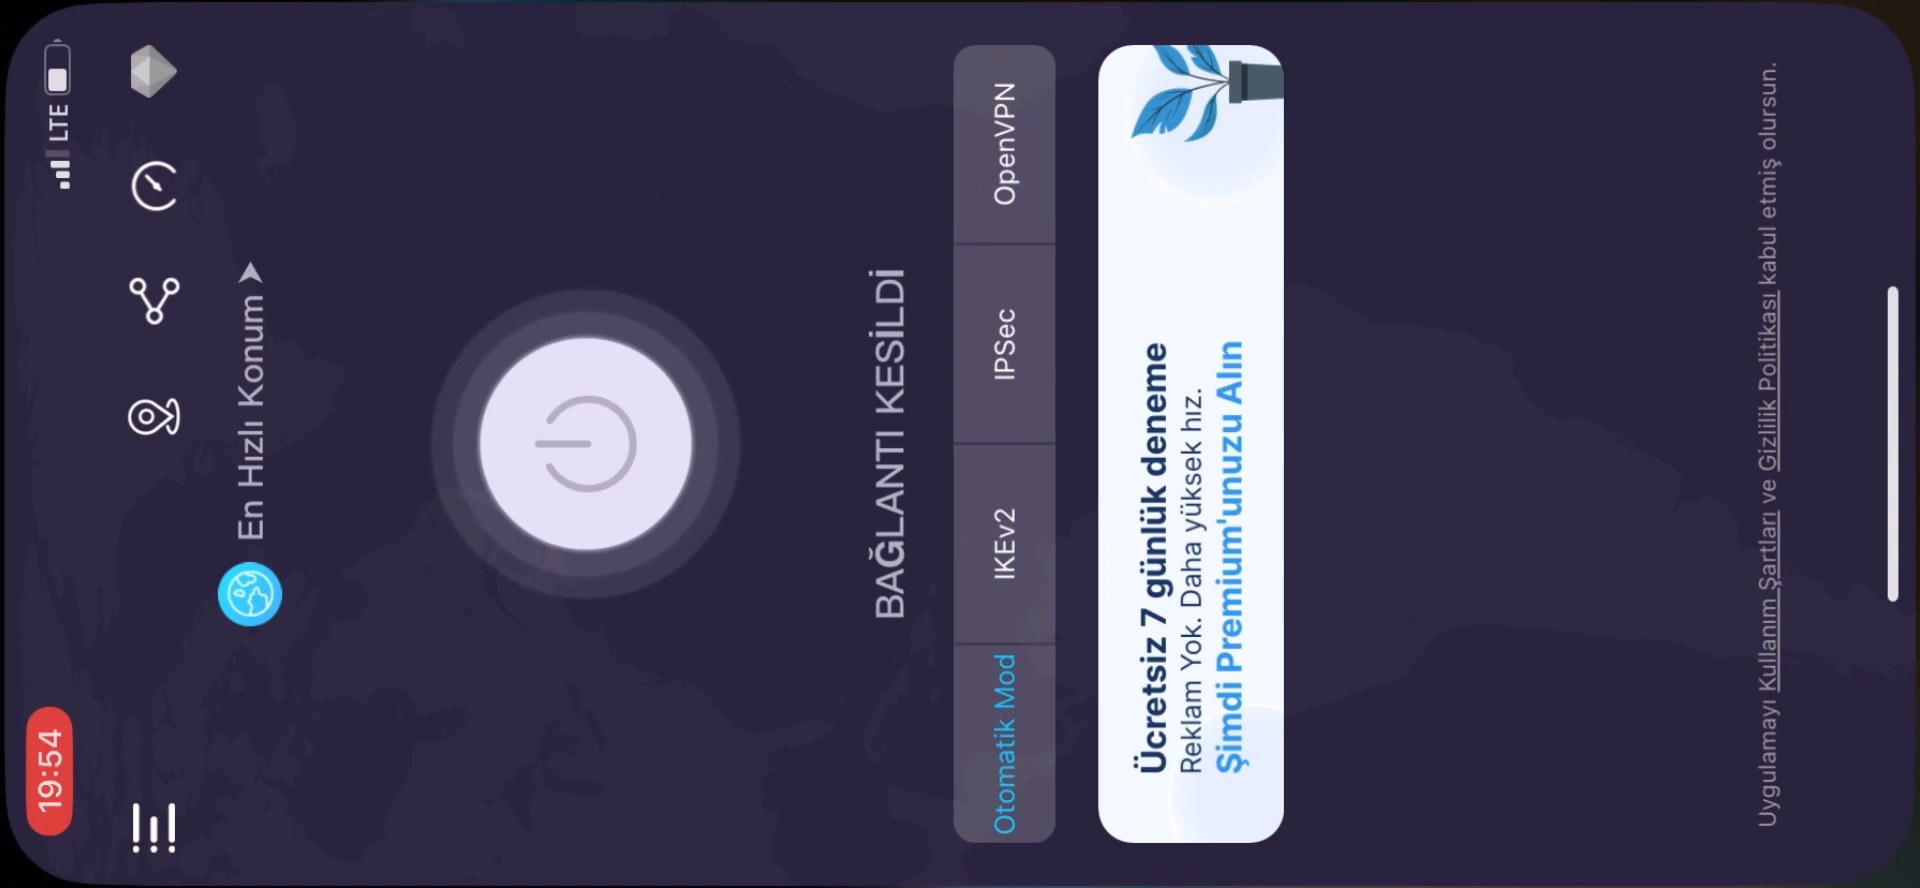 19:54
LTE
En Hızlı Konum
BAĞLANTI KESİLDİ
Otomatik Mod
IKEv2
IPSec
OpenVPN
Ücretsiz 7 günlük deneme
Reklam Yok. Daha yüksek hız.
Şimdi Premium'unuzu Alın
Uygulamayı Kullanım Şartları ve Gizlilik Politikası kabul etmiş olursun.